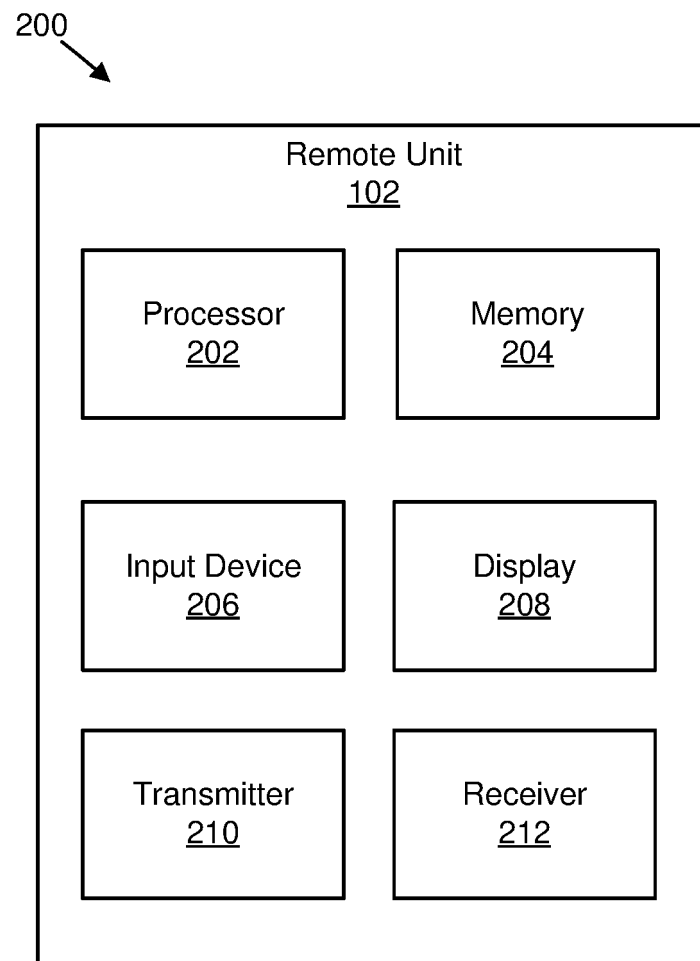 200
Remote Unit
102
Processor
202
Memory
204
Input Device
206
Display
208
Transmitter
210
Receiver
212